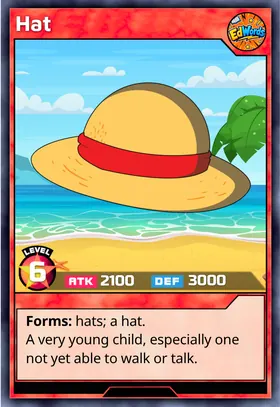 Hat
EdWords
LEVEL
6
ATK 2100 DEF 3000
Forms: hats; a hat.
A very young child, especially one
not yet able to walk or talk.